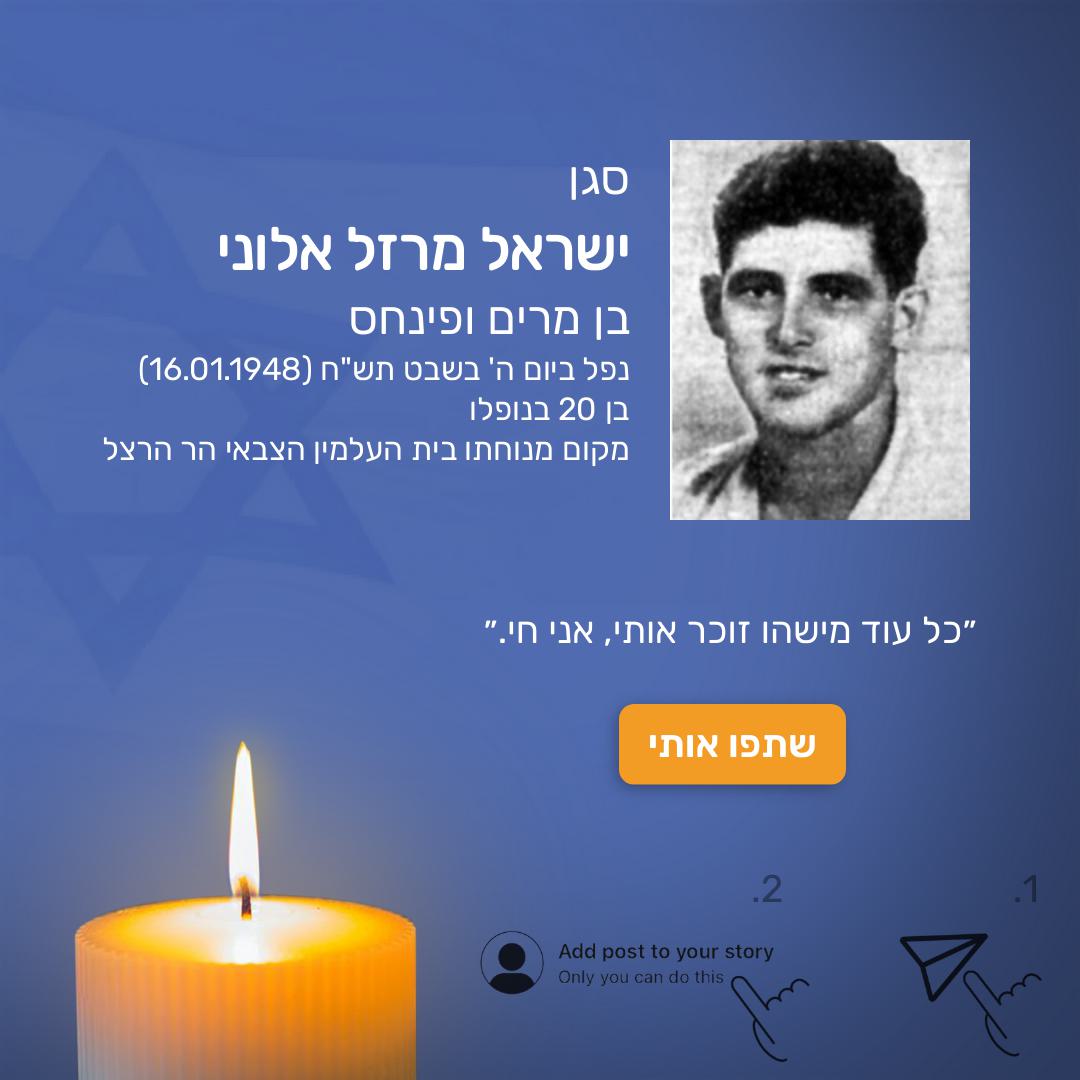 סגן
ישראל מרזל אלוני
בן מרים ופינחס
נפל ביום ה' בשבט תש"ח (16.01.1948)
בן 20 בנופלו
מקום מנוחתו בית העלמין הצבאי הר הרצל
״כל עוד מישהו זוכר אותי, אני חי.״
שתפו אותי
.1
.2
Add post to your story
Only you can do this